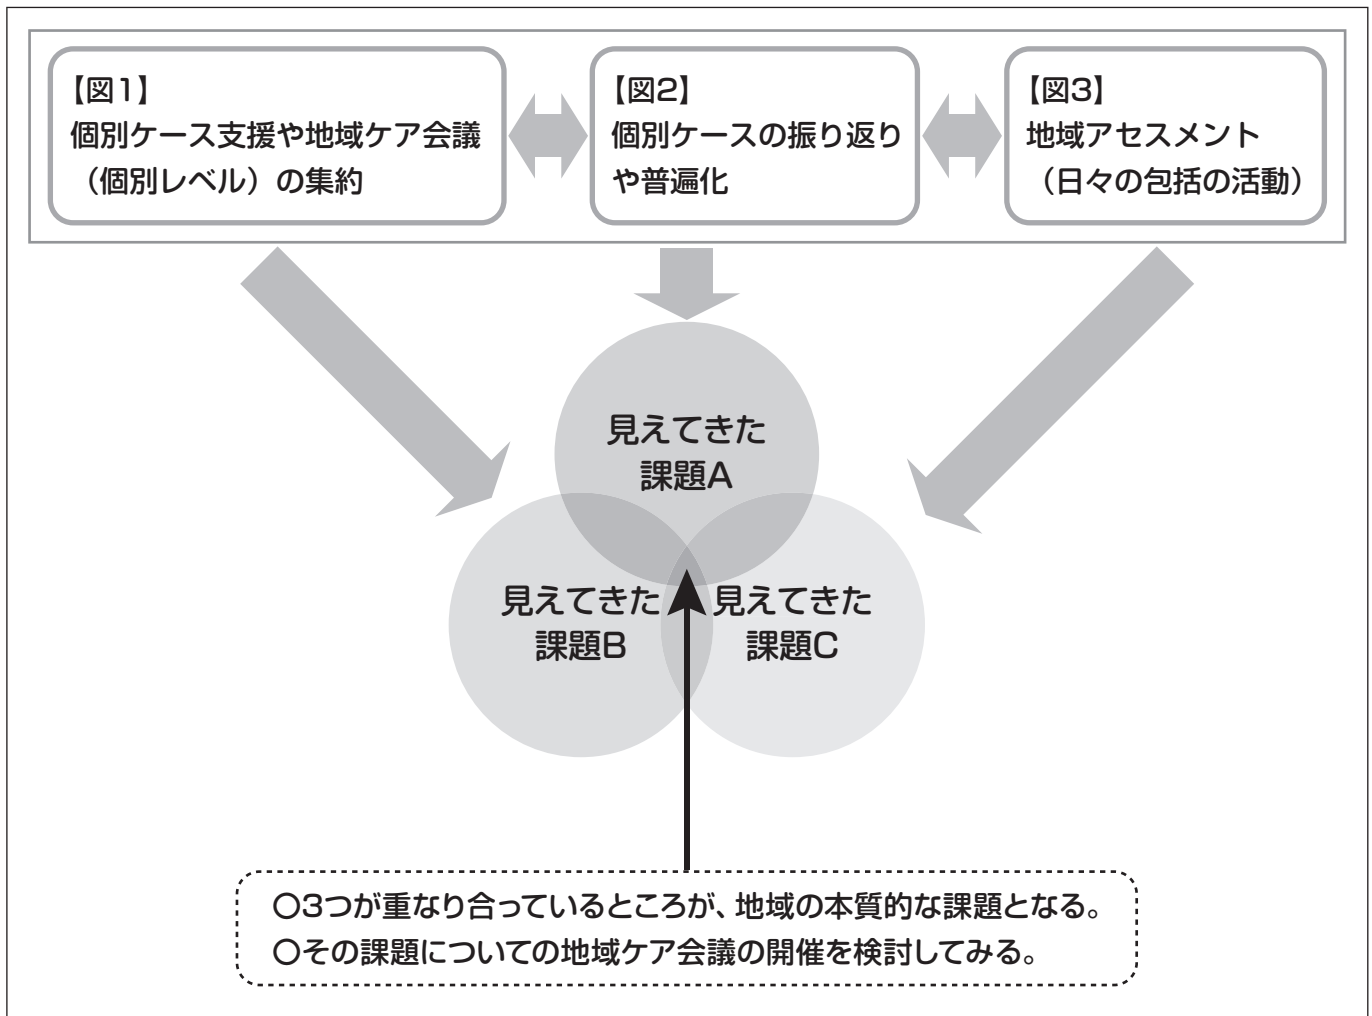 【図1】
個別ケース支援や地域ケア会議
（個別レベル）の集約
【図2】
個別ケースの振り返り
や普遍化
【図3】
地域アセスメント
（日々の包括の活動）
見えてきた
課題A
見えてきた
課題B
見えてきた
課題C
○3つが重なり合っているところが、地域の本質的な課題となる。
○その課題についての地域ケア会議の開催を検討してみる。